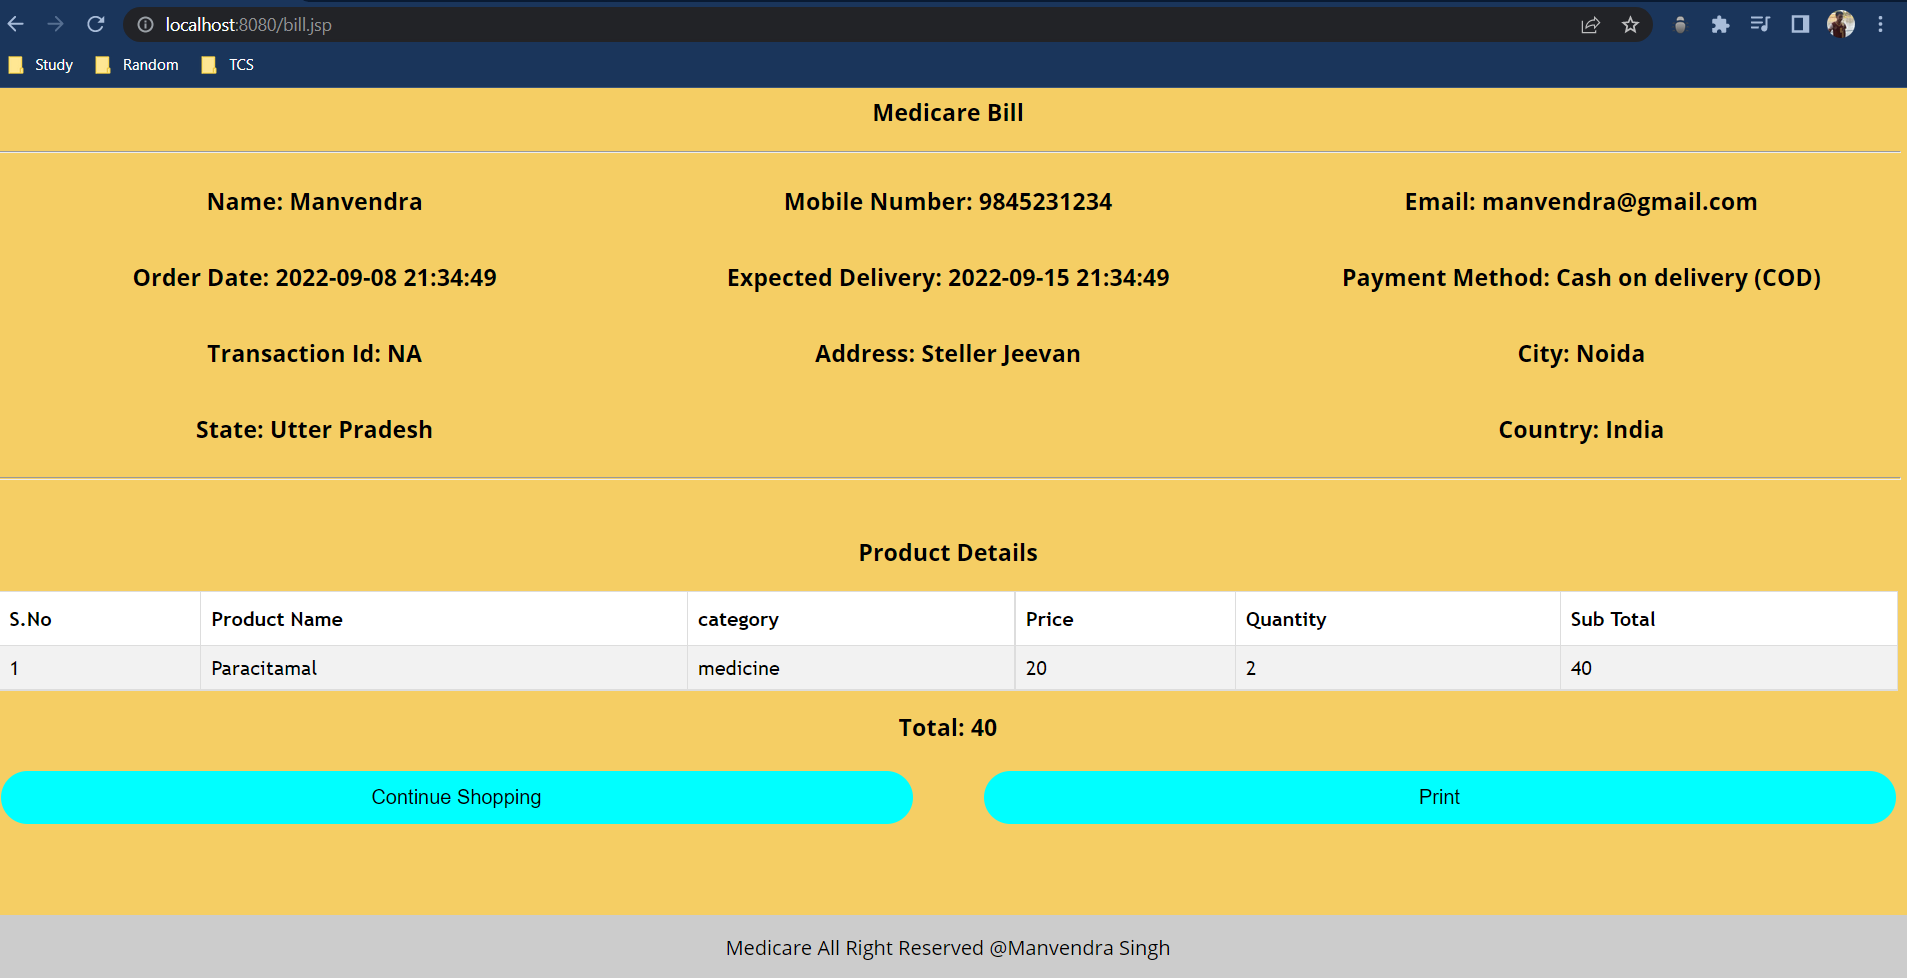 localhost:8080/bill.jsp
Study Random TCS
Medicare Bill
Name: Manvendra Mobile Number: 9845231234 Email: manvendra@gmail.com
Order Date: 2022-09-08 21:34:49 Expected Delivery: 2022-09-15 21:34:49 Payment Method: Cash on delivery (COD)
Transaction Id: NA Address: Steller Jeevan City: Noida
State: Utter Pradesh Country: India
Product Details
S.No Product Name category Price Quantity Sub Total
1 Paracitamal medicine 20 2 40
Total: 40
Continue Shopping Print
Medicare All Right Reserved @Manvendra Singh